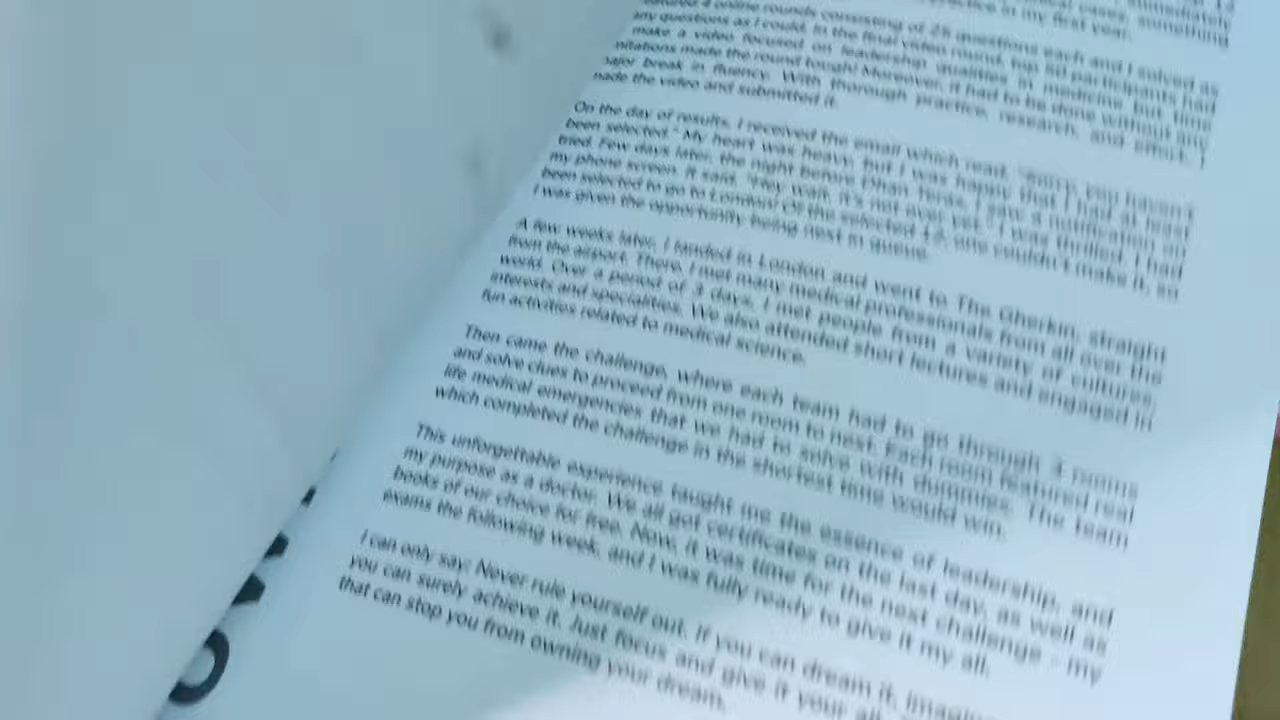 practice in my first year.
4 online rounds consisting of 25 questions each and I solved as
any questions as I could. In the final video round, top 50 participants had
make a video focused on leadership qualities in medicine, but time
made the round tough! Moreover, it had to be done without any
major break in fluency. With thorough practice, research, and effort, I
made the video and submitted it.
On the day of results, I received the email which read, "Sorry, you haven't
been selected." My heart was heavy, but I was happy that I had at least
tried. Few days later, the night before Dhan Teras, I saw a notification on
my phone screen. It said, "Hey wait, it's not over yet." I was thrilled. I had
been selected to go to London! Of the selected 12, one couldn't make it, so
I was given the opportunity being next in queue.
A few weeks later, I landed in London and went to The Gherkin, straight
from the airport. There, I met many medical professionals from all over the
world. Over a period of 3 days, I met people from a variety of cultures,
interests and specialities. We also attended short lectures and engaged in
fun activities related to medical science.
Then came the challenge, where each team had to go through 3 rooms
and solve clues to proceed from one room to next. Each room featured real
life medical emergencies that we had to solve with dummies. The team
which completed the challenge in the shortest time would win.
This unforgettable experience taught me the essence of leadership, and
my purpose as a doctor. We all got certificates on the last day, as well as
books of our choice for free. Now, it was time for the next challenge - my
exams the following week, and I was fully ready to give it my all.
I can only say: Never rule yourself out. If you can dream it,
you can surely achieve it. Just focus and give it your all
that can stop you from owning your dream.